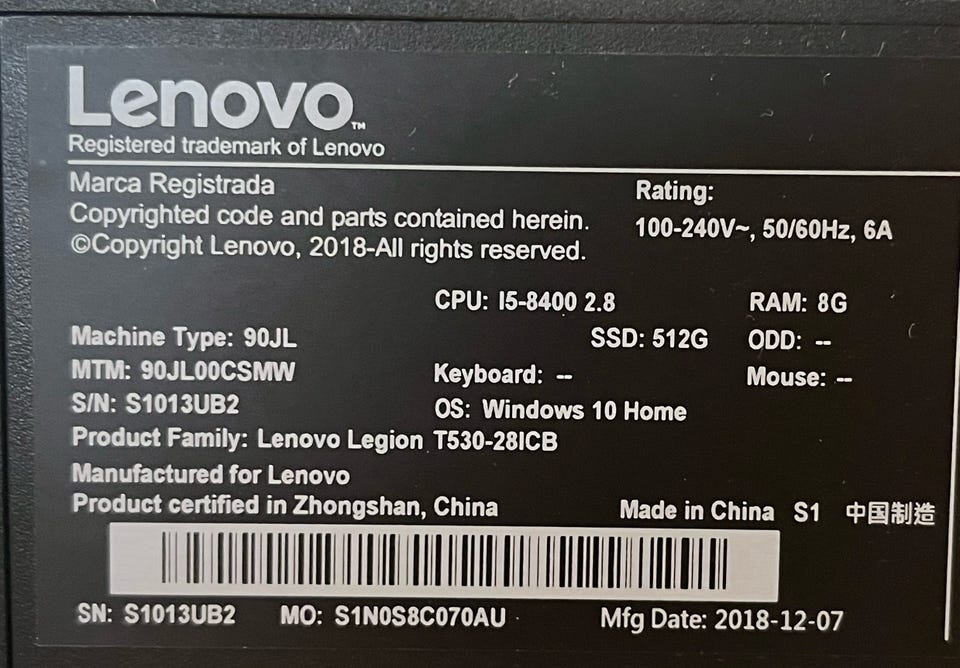 Lenovo™
Registered trademark of Lenovo
Marca Registrada
Copyrighted code and parts contained herein.
©Copyright Lenovo, 2018-All rights reserved.
Rating:
100-240V~, 50/60Hz, 6A
CPU: I5-8400 2.8 RAM: 8G
Machine Type: 90JL SSD: 512G ODD: --
MTM: 90JL00CSMW Keyboard: -- Mouse: --
S/N: S1013UB2 OS: Windows 10 Home
Product Family: Lenovo Legion T530-28ICB
Manufactured for Lenovo
Product certified in Zhongshan, China Made in China S1 中国制造
SN: S1013UB2 MO: S1N0S8C070AU Mfg Date: 2018-12-07